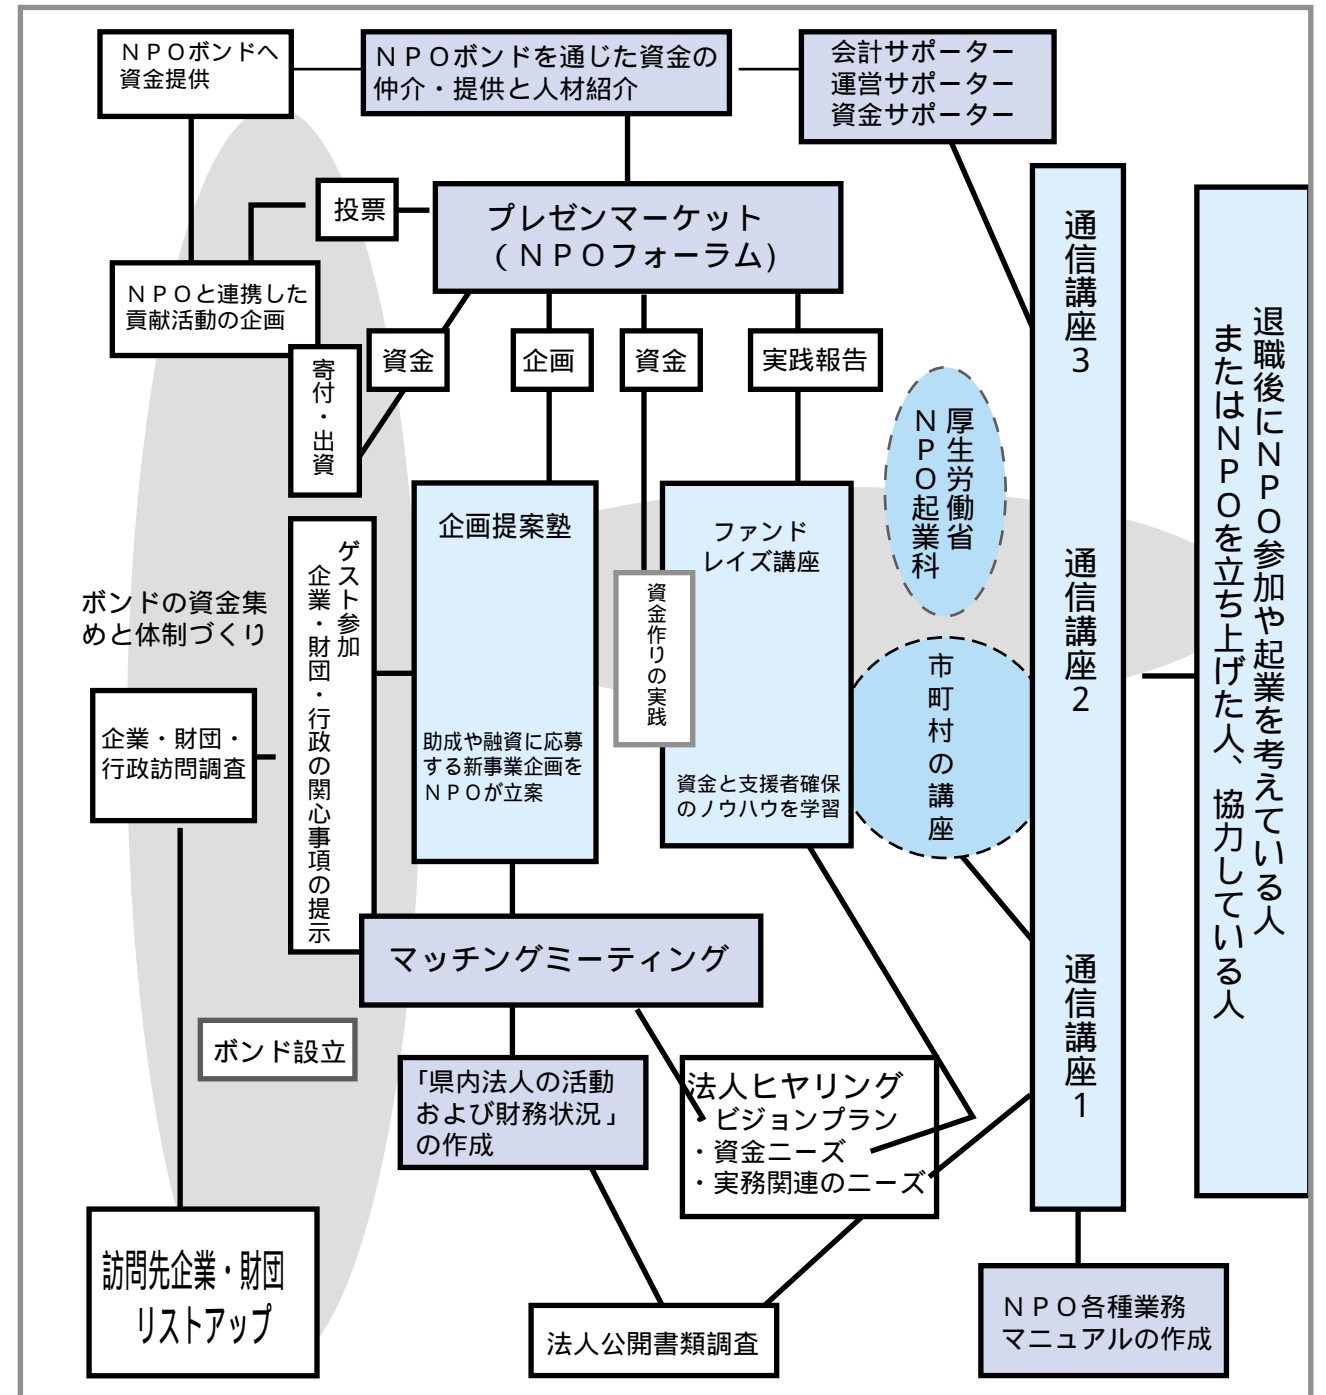 ＮＰＯボンドへ
資金提供
ＮＰＯボンドを通じた資金の
仲介・提供と人材紹介
会計サポーター
運営サポーター
資金サポーター
投票
プレゼンマーケット
（ＮＰＯフォーラム)
ＮＰＯと連携した
貢献活動の企画
寄付・出資
資金
企画
資金
実践報告
厚生労働省
ＮＰＯ起業科
通信講座３
通信講座２
通信講座１
退職後にＮＰＯ参加や起業を考えている人
またはＮＰＯを立ち上げた人、協力している人
企画提案塾
助成や融資に応募
する新事業企画を
ＮＰＯが立案
ファンド
レイズ講座
資金と支援者確保
のノウハウを学習
資金作りの実践
市町村の講座
ゲスト参加
企業・財団・行政の関心事項の提示
ボンドの資金集
めと体制づくり
企業・財団・
行政訪問調査
マッチングミーティング
ボンド設立
「県内法人の活動
および財務状況」
の作成
法人ヒヤリング
・ビジョンプラン
・資金ニーズ
・実務関連のニーズ
訪問先企業・財団
リストアップ
法人公開書類調査
ＮＰＯ各種業務
マニュアルの作成